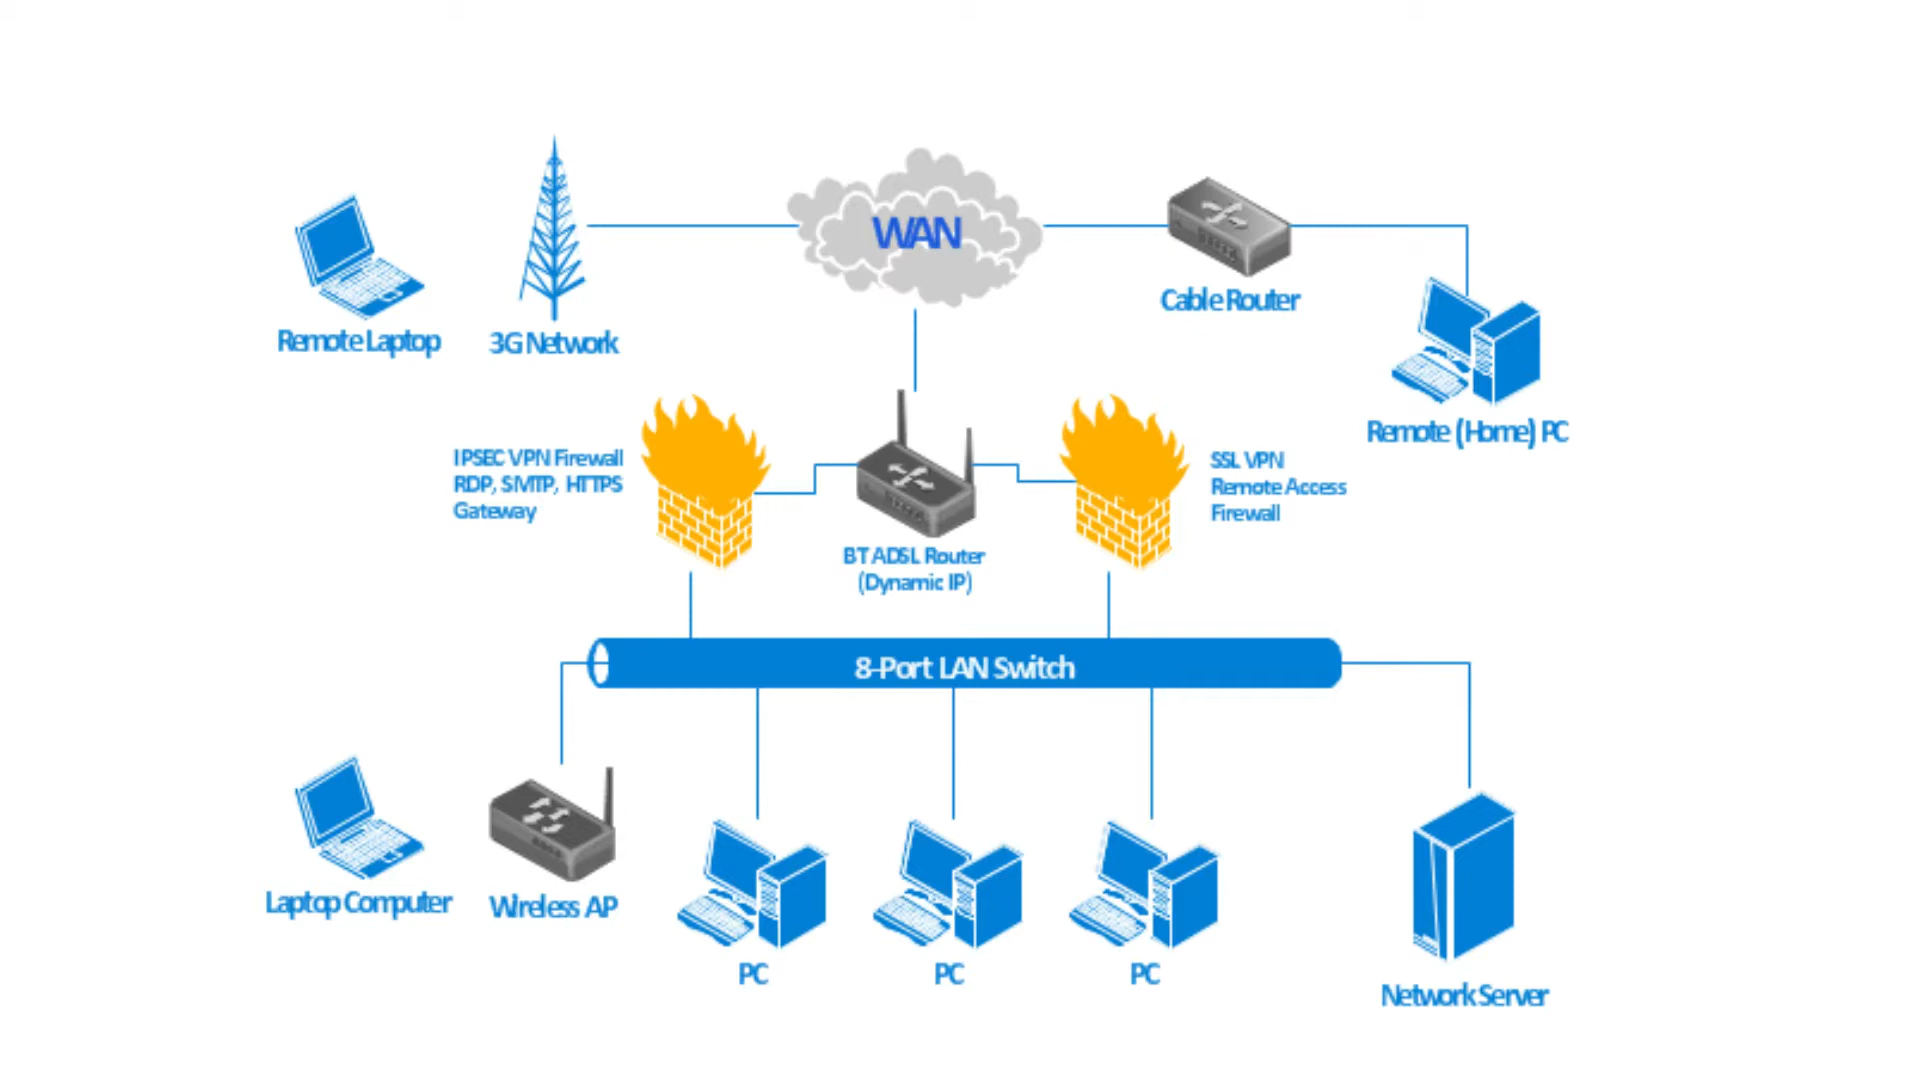 WAN
Cable Router
Remote Laptop
3G Network
Remote (Home) PC
IPSEC VPN Firewall
RDP, SMTP, HTTPS
Gateway
SSL VPN
Remote Access
Firewall
BT ADSL Router
(Dynamic IP)
8-Port LAN Switch
Laptop Computer
Wireless AP
PC
PC
PC
Network Server